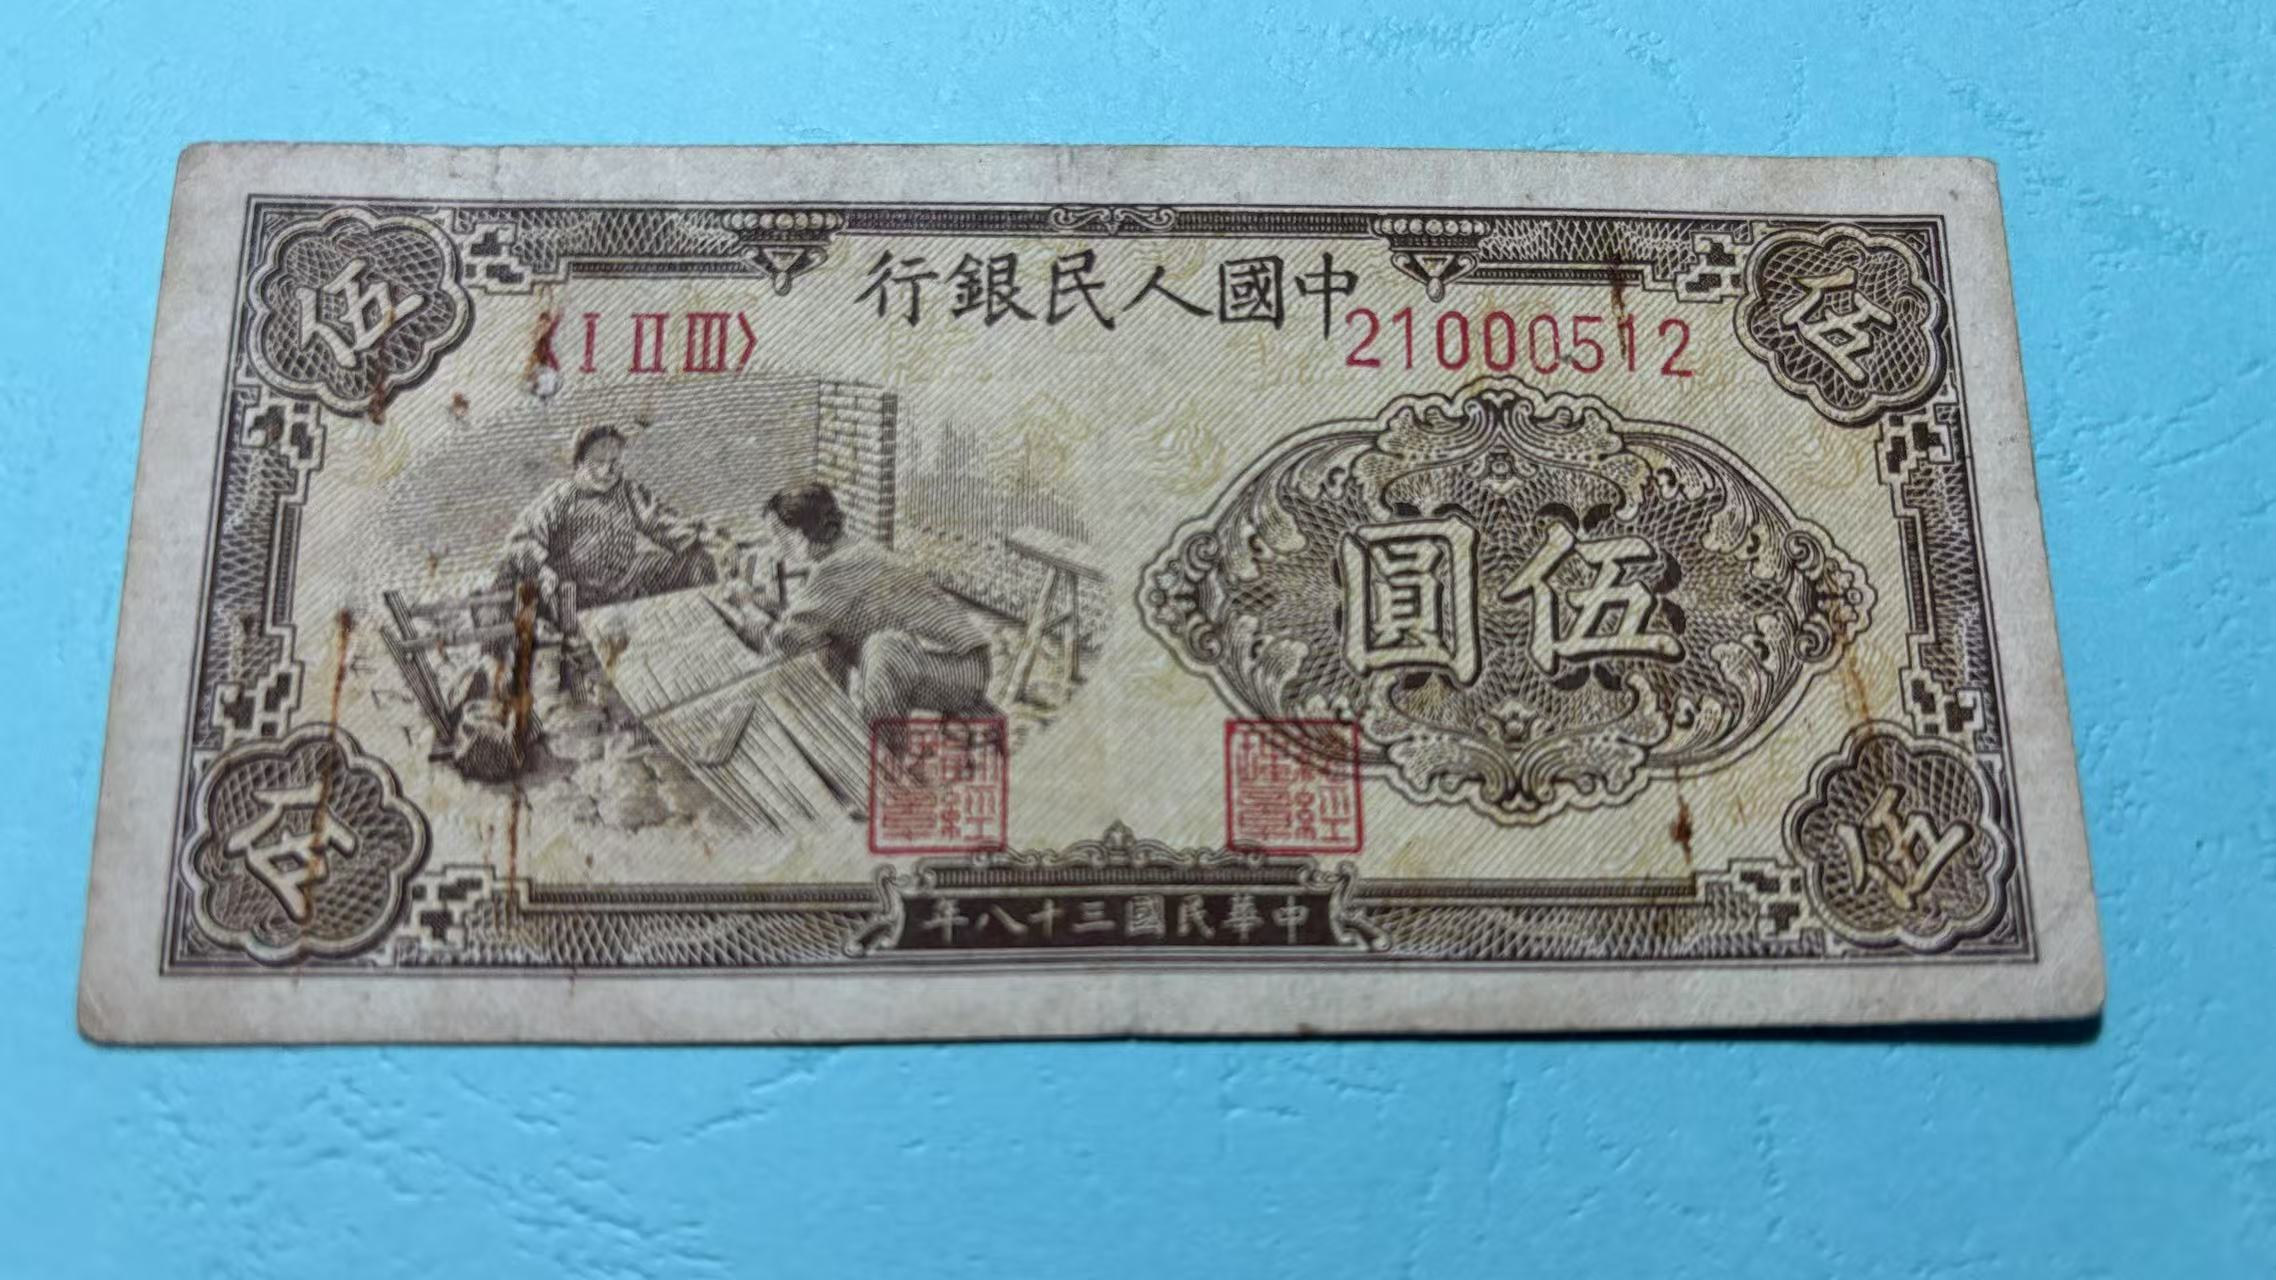 中國人民銀行
〈I II III〉
21000512
伍
伍
伍圓
伍
伍
中華民國三十八年